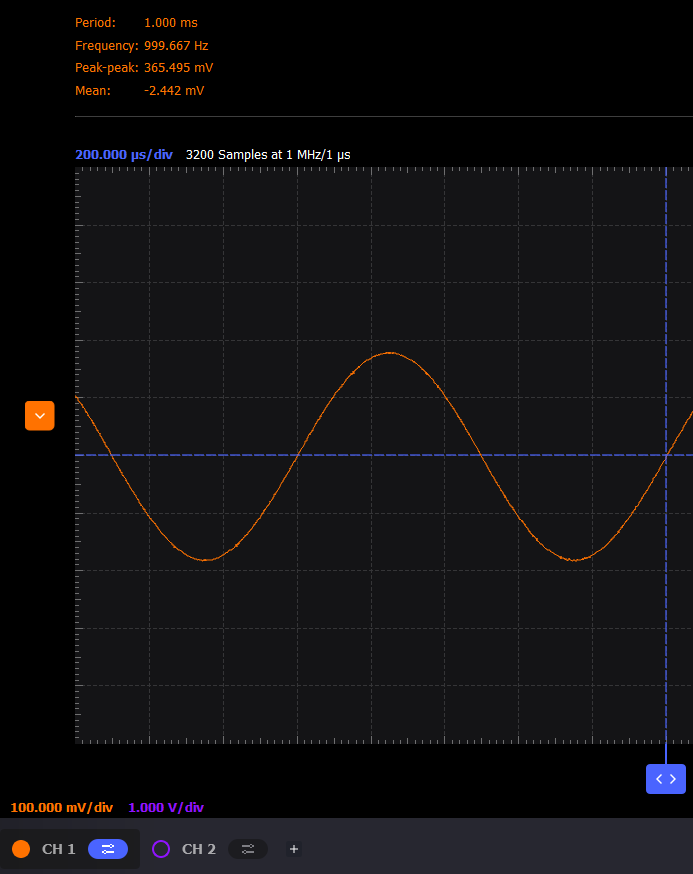 Period: 1.000 ms
Frequency: 999.667 Hz
Peak-peak: 365.495 mV
Mean: -2.442 mV
200.000 µs/div 3200 Samples at 1 MHz/1 µs
100.000 mV/div 1.000 V/div
CH 1 CH 2 +